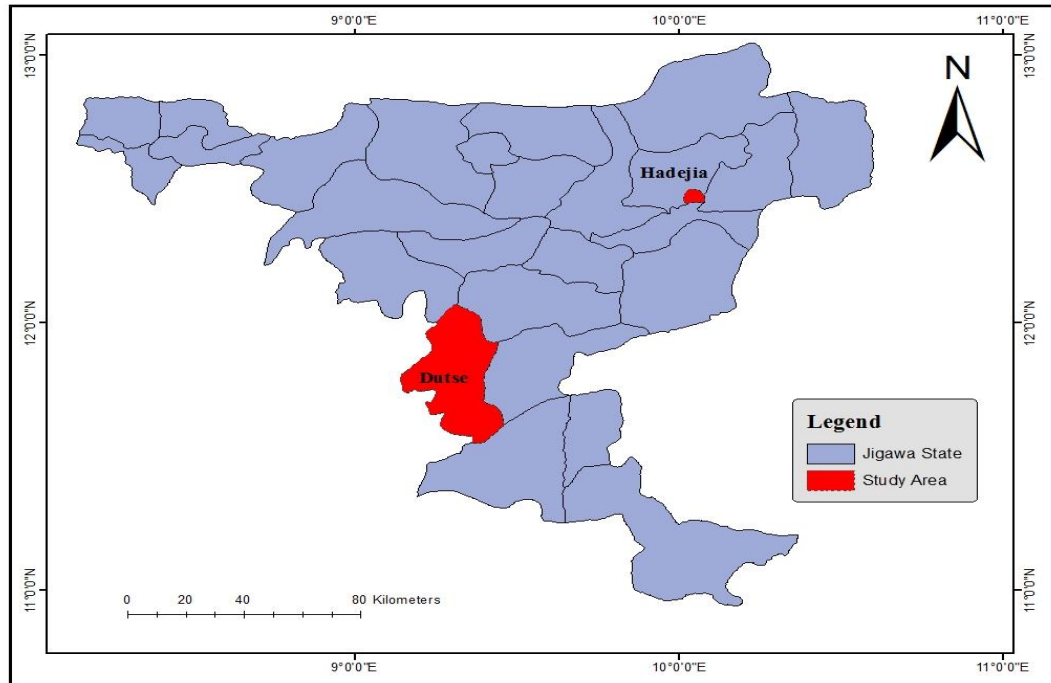 9°0'0"E 10°0'0"E 11°0'0"E
13°0'0"N 13°0'0"N
N
Hadejia
12°0'0"N 12°0'0"N
Dutse
Legend
Jigawa State
Study Area
11°0'0"N 11°0'0"N
0 20 40 80 Kilometers
9°0'0"E 10°0'0"E 11°0'0"E